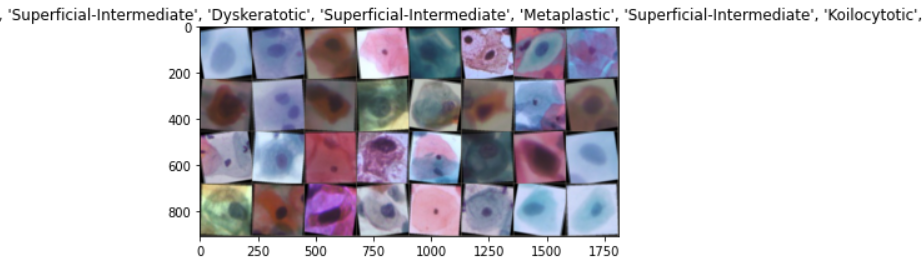 , 'Superficial-Intermediate', 'Dyskeratotic', 'Superficial-Intermediate', 'Metaplastic', 'Superficial-Intermediate', 'Koilocytotic',
0
200
400
600
800
0 250 500 750 1000 1250 1500 1750